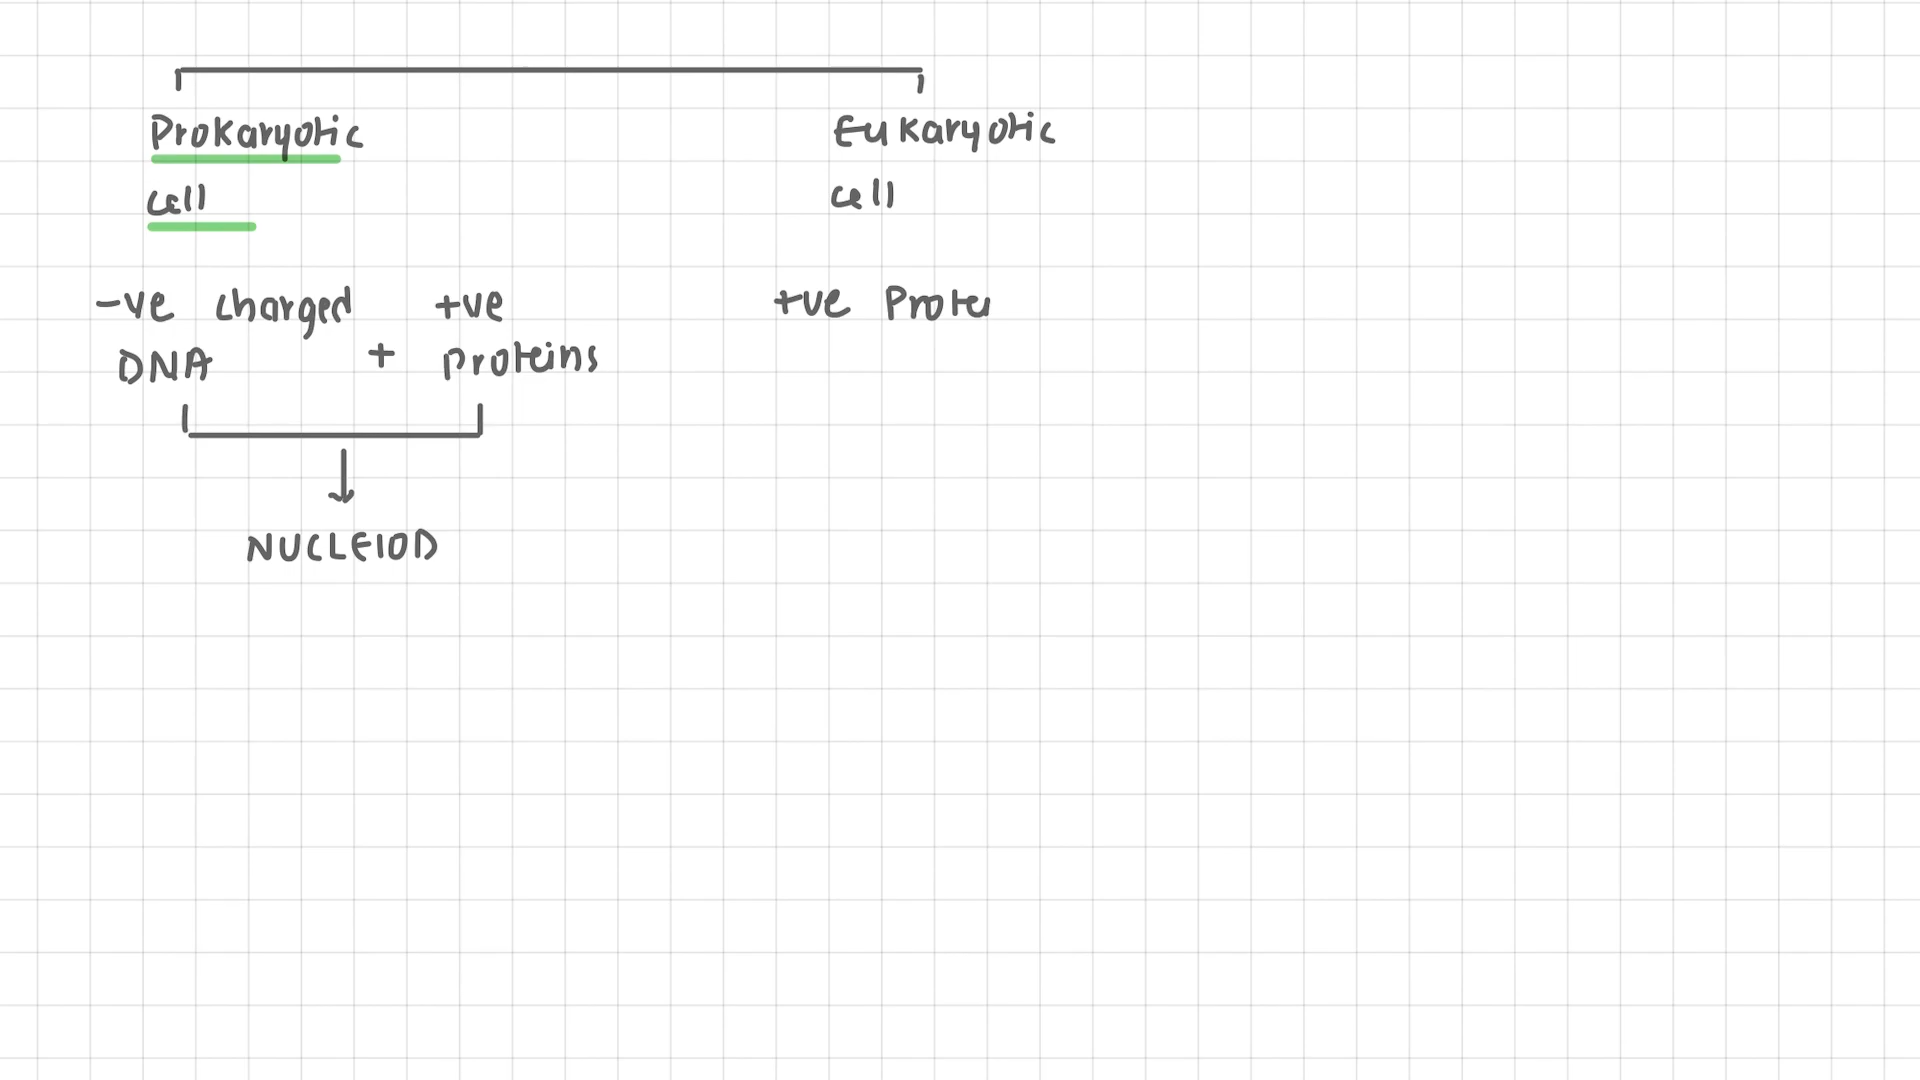 Prokaryotic
cell
-ve charged +ve
DNA + proteins
NUCLEIOD
Eukaryotic
cell
+ve Prote